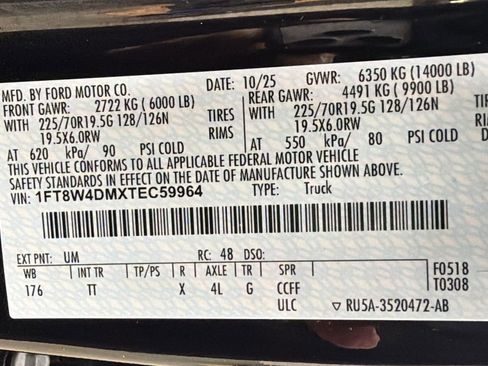 MFD. BY FORD MOTOR CO. DATE: 10/25 GVWR: 6350 KG (14000 LB)
FRONT GAWR: 2722 KG (6000 LB) REAR GAWR: 4491 KG (9900 LB)
WITH 225/70R19.5G 128/126N TIRES WITH 225/70R19.5G 128/126N TIRES
19.5X6.0RW RIMS 19.5X6.0RW RIMS
AT 620 kPa/ 90 PSI COLD AT 550 kPa/ 80 PSI COLD
THIS VEHICLE CONFORMS TO ALL APPLICABLE FEDERAL MOTOR VEHICLE
SAFETY STANDARDS IN EFFECT ON THE DATE OF MANUFACTURE SHOWN ABOVE.
VIN: 1FT8W4DMXTEC59964 TYPE: Truck
EXT PNT: UM RC: 48 DSO:
WB INT TR TP/PS R AXLE TR SPR F0518
176 TT X 4L G CCFF T0308
ULC ▽ RU5A-3520472-AB